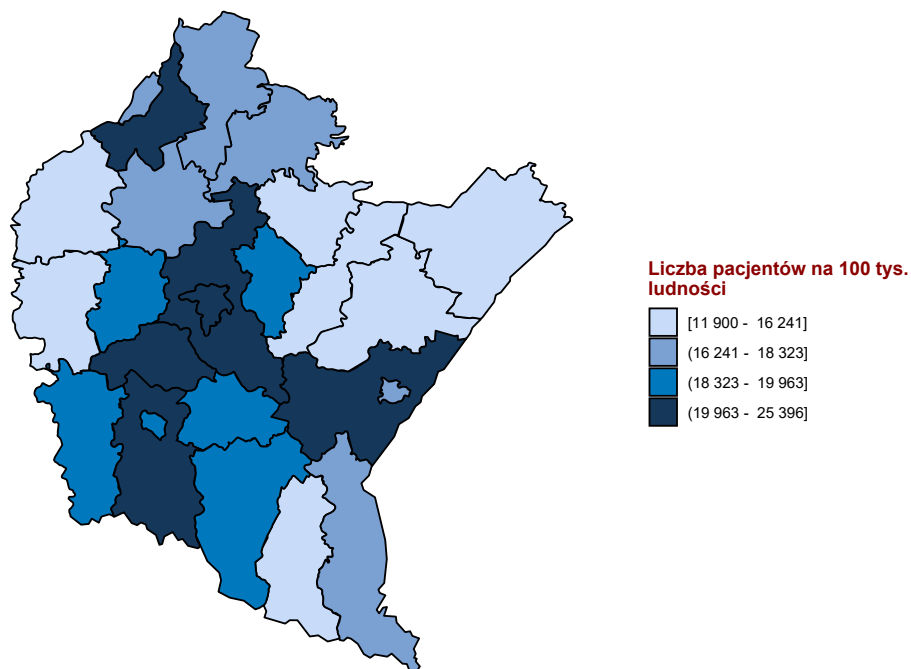 Liczba pacjentów na 100 tys.
ludności
[11 900 - 16 241]
(16 241 - 18 323]
(18 323 - 19 963]
(19 963 - 25 396]